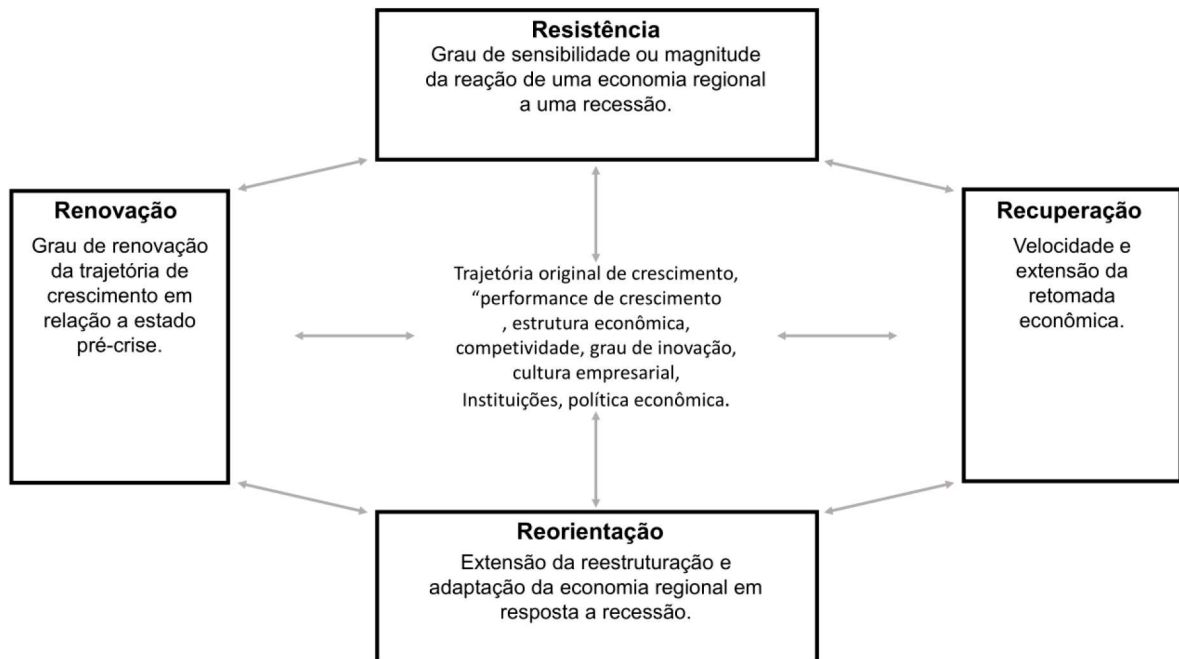 Resistência
Grau de sensibilidade ou magnitude
da reação de uma economia regional
a uma recessão.
Renovação
Grau de renovação
da trajetória de
crescimento em
relação a estado
pré-crise.
Trajetória original de crescimento,
“performance de crescimento
, estrutura econômica,
competividade, grau de inovação,
cultura empresarial,
Instituições, política econômica.
Recuperação
Velocidade e
extensão da
retomada
econômica.
Reorientação
Extensão da reestruturação e
adaptação da economia regional em
resposta a recessão.